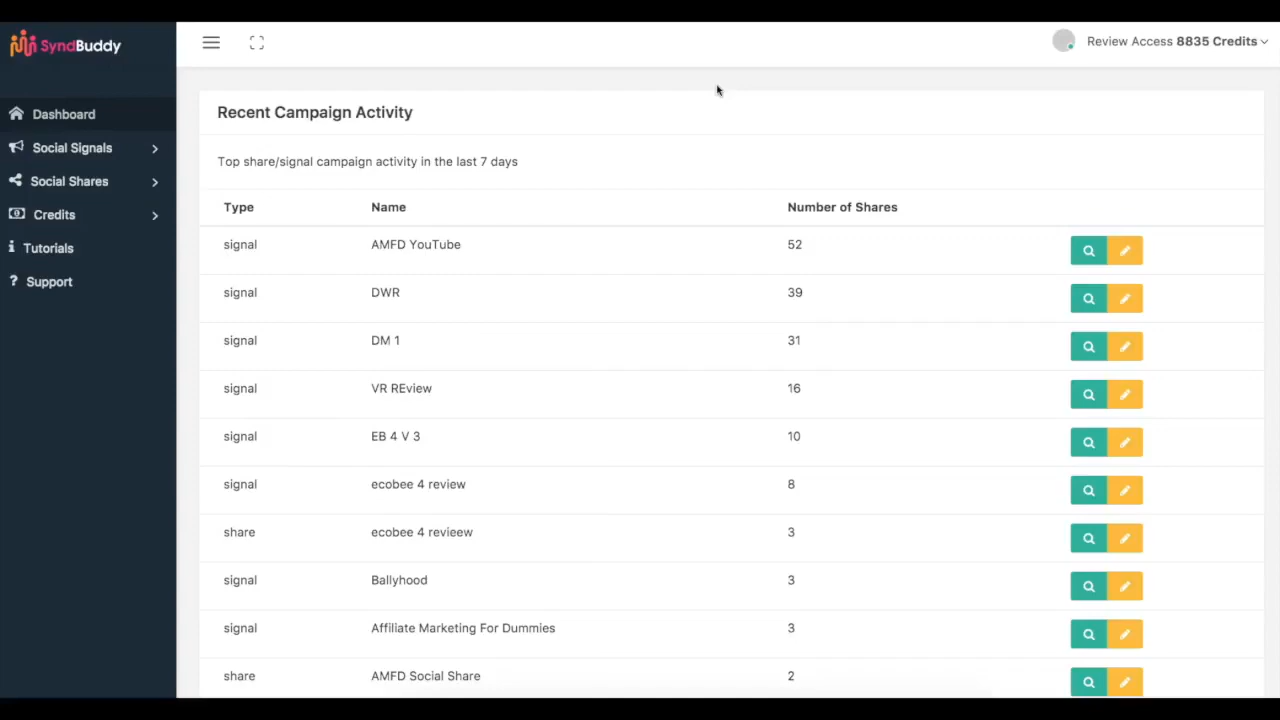 SyndBuddy
Review Access 8835 Credits
Dashboard
Social Signals
Social Shares
Credits
Tutorials
Support
Recent Campaign Activity
Top share/signal campaign activity in the last 7 days
Type Name Number of Shares
signal AMFD YouTube 52
signal DWR 39
signal DM 1 31
signal VR REview 16
signal EB 4 V 3 10
signal ecobee 4 review 8
share ecobee 4 revieew 3
signal Ballyhood 3
signal Affiliate Marketing For Dummies 3
share AMFD Social Share 2